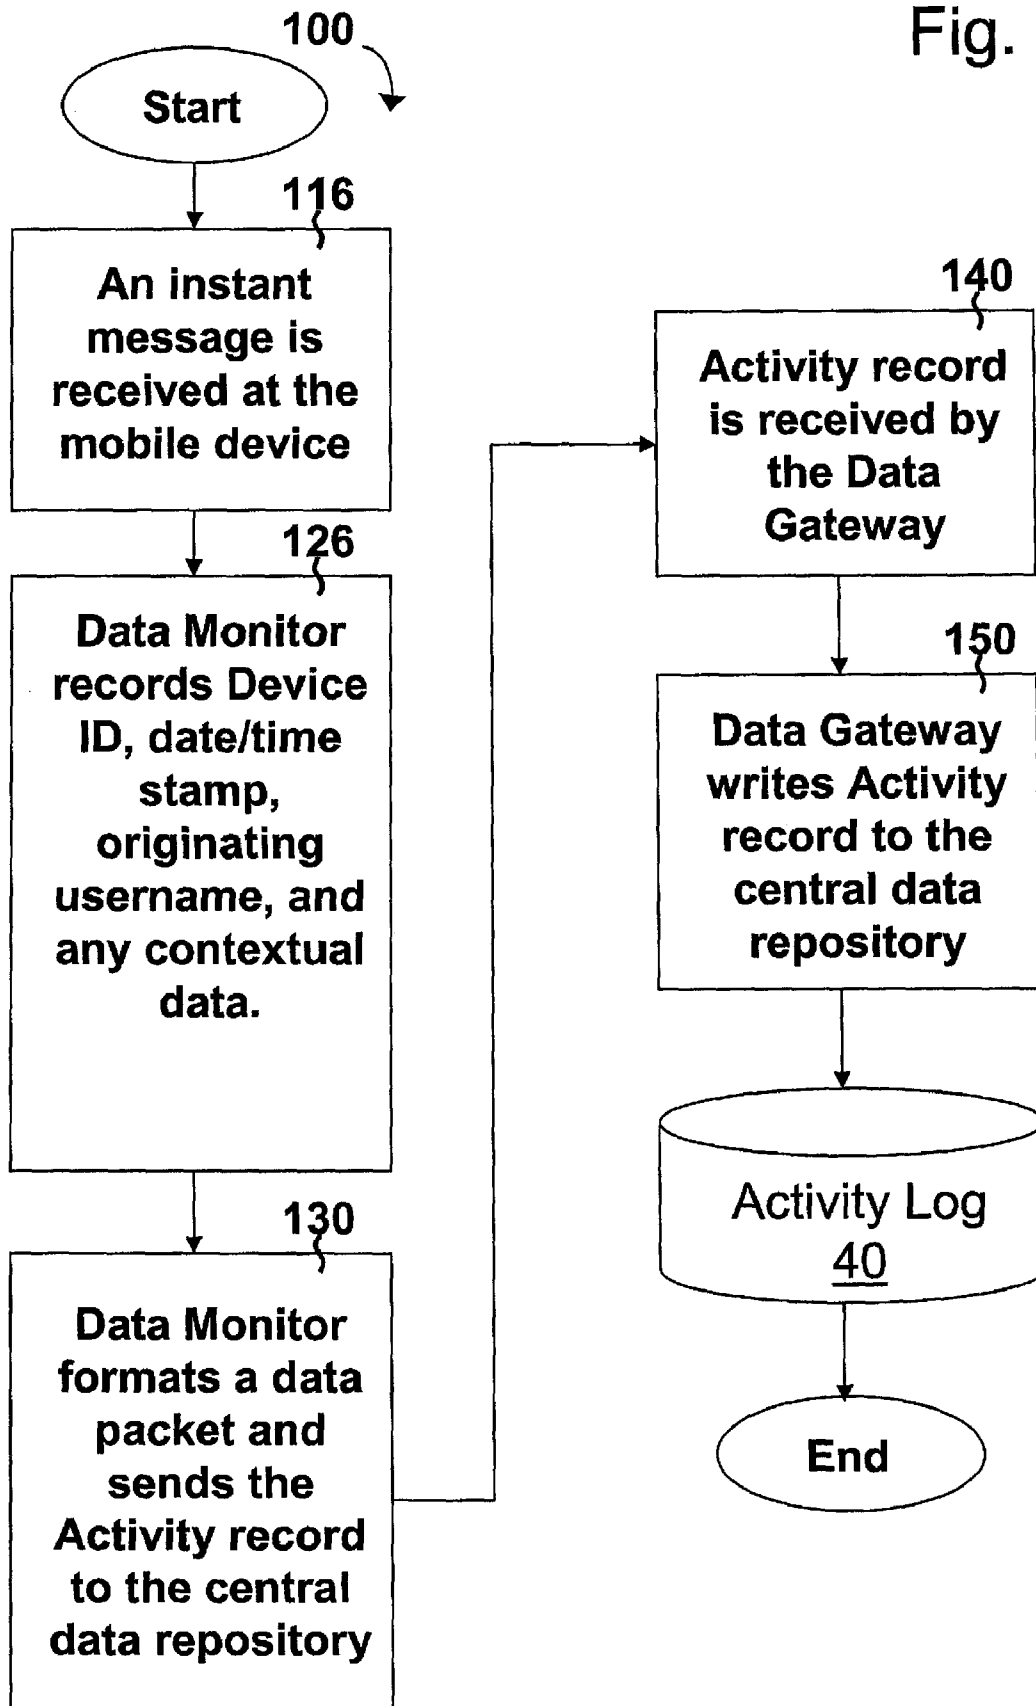 100
Fig.
Start
116
An instant
message is
received at the
mobile device
126
Data Monitor
records Device
ID, date/time
stamp,
originating
username, and
any contextual
data.
130
Data Monitor
formats a data
packet and
sends the
Activity record
to the central
data repository
140
Activity record
is received by
the Data
Gateway
150
Data Gateway
writes Activity
record to the
central data
repository
Activity Log
40
End